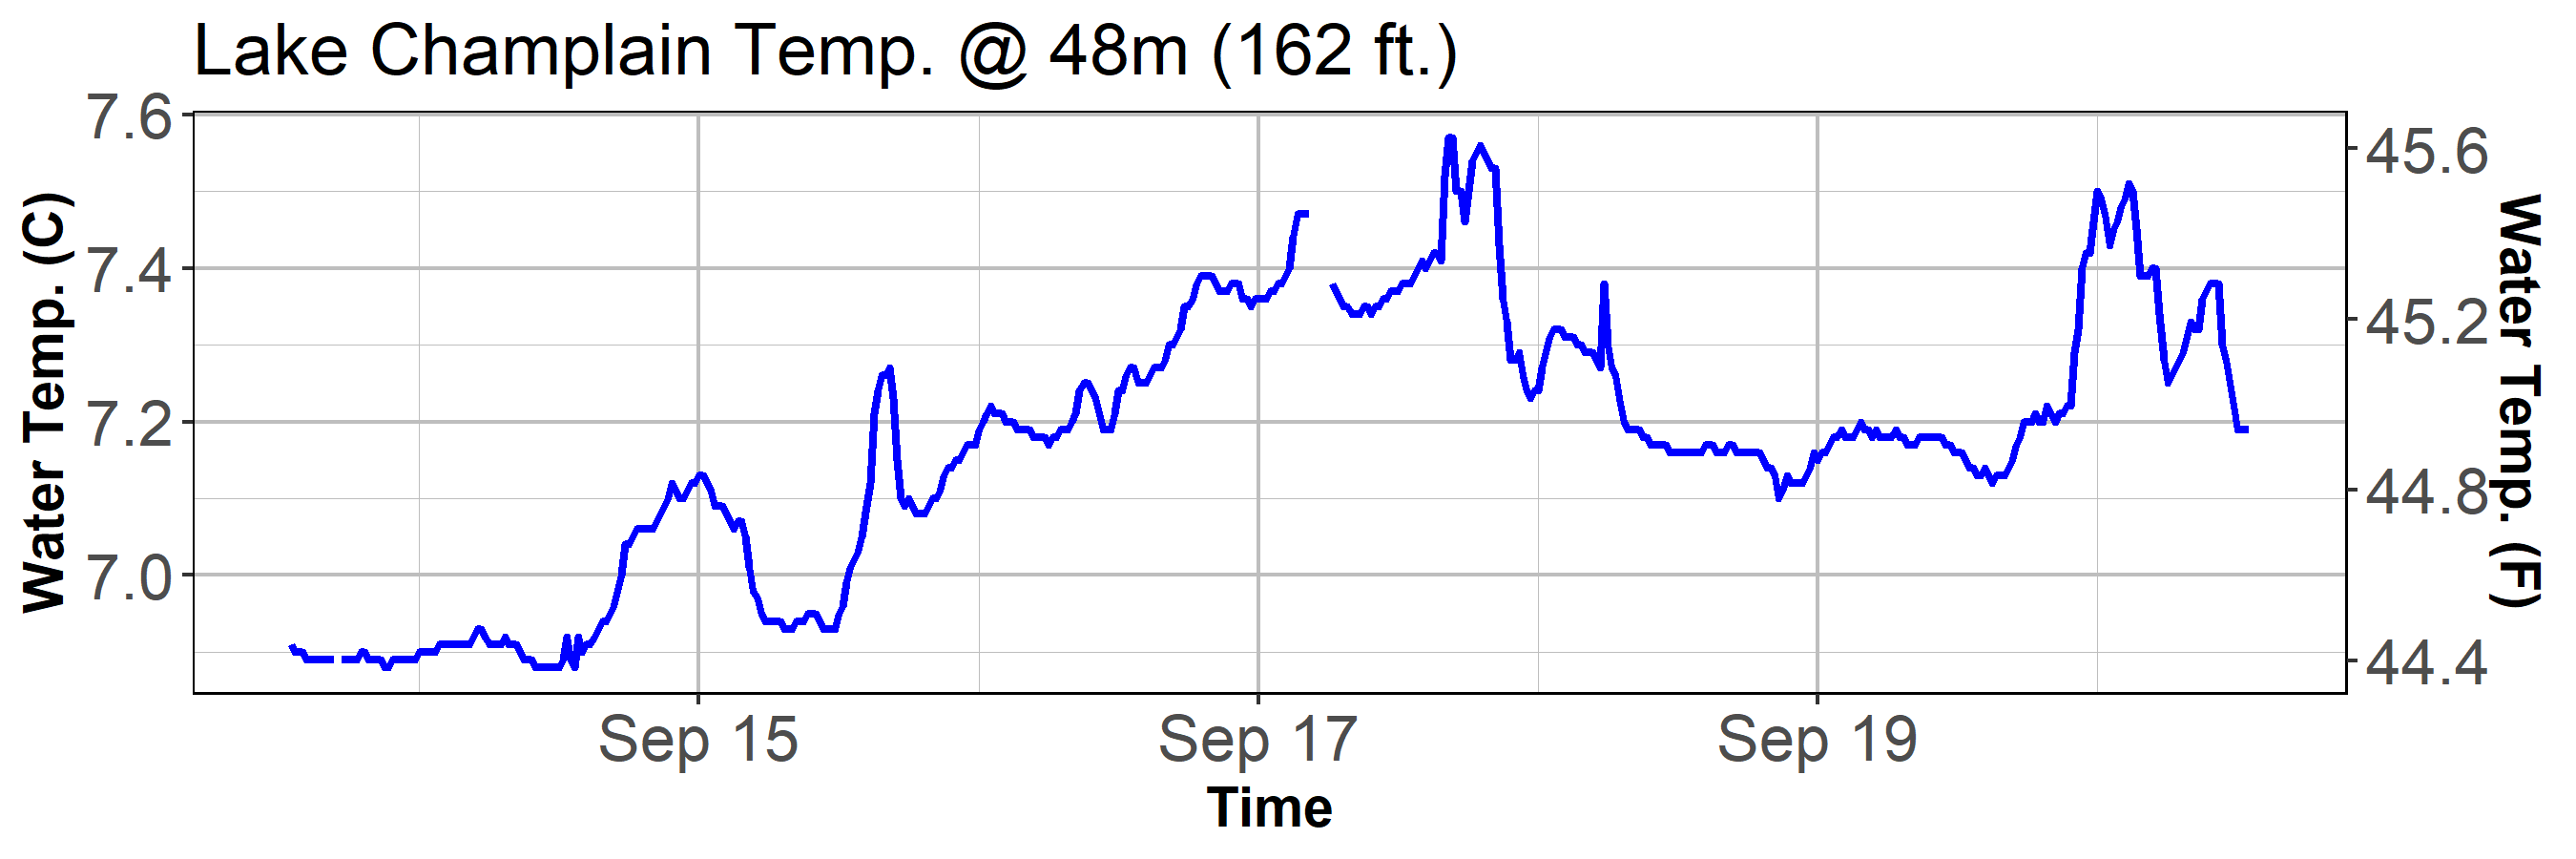 Lake Champlain Temp. @ 48m (162 ft.)
Water Temp. (C)
7.6
7.4
7.2
7.0
45.6
45.2
44.8
44.4
Water Temp. (F)
Sep 15
Sep 17
Sep 19
Time